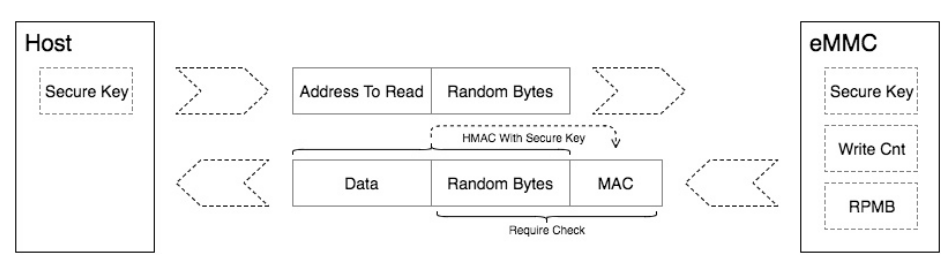 Host
eMMC
Secure Key
Address To Read
Random Bytes
Secure Key
HMAC With Secure Key
Write Cnt
Data
Random Bytes
MAC
RPMB
Require Check